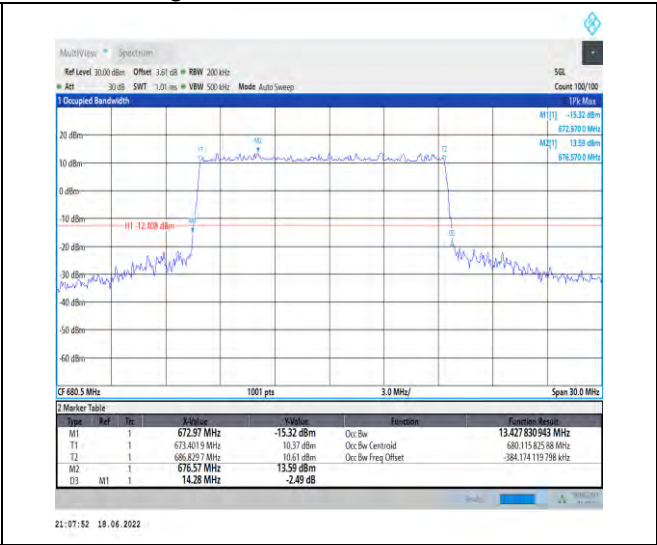 MultiView Spectrum
Ref Level 30.00 dBm Offset 3.61 dB RBW 200 kHz SGL
Att 30 dB SWT 1.01 ms VBW 500 kHz Mode Auto Sweep Count 100/100
1 Occupied Bandwidth 1Pk Max
M1[1] -15.32 dBm
672.970 0 MHz
M2[1] 13.59 dBm
676.570 0 MHz
20 dBm
T1 M2 T2
10 dBm
0 dBm
-10 dBm
H1 -12.408 dBm
-20 dBm
-30 dBm
-40 dBm
-50 dBm
-60 dBm
CF 680.5 MHz 1001 pts 3.0 MHz/ Span 30.0 MHz
2 Marker Table
Type Ref Trc X-Value Y-Value Function Function Result
M1 1 672.97 MHz -15.32 dBm Occ Bw 13.427 830 943 MHz
T1 1 673.401 9 MHz 10.37 dBm Occ Bw Centroid 680.115 825 88 MHz
T2 1 686.829 7 MHz 10.61 dBm Occ Bw Freq Offset -384.174 119 798 kHz
M2 1 676.57 MHz 13.59 dBm
D3 M1 1 14.28 MHz -2.49 dB
21:07:52 18.06.2022